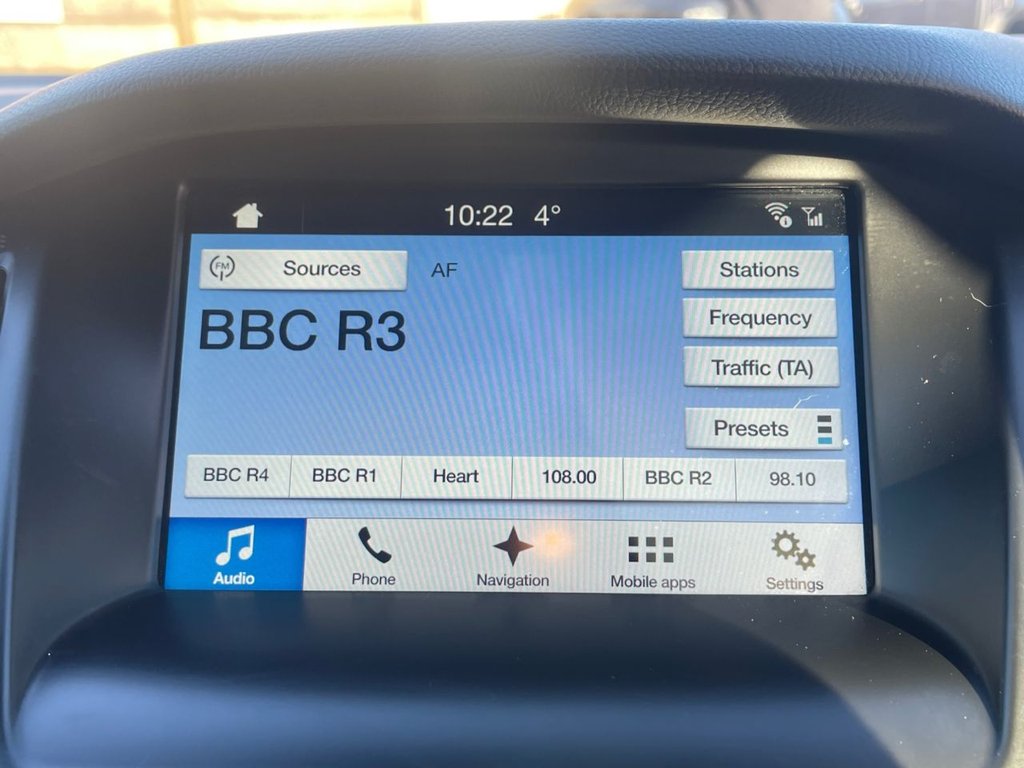 10:22 4°
FM Sources AF Stations
BBC R3 Frequency
Traffic (TA)
Presets
BBC R4 BBC R1 Heart 108.00 BBC R2 98.10
Audio Phone Navigation Mobile apps Settings